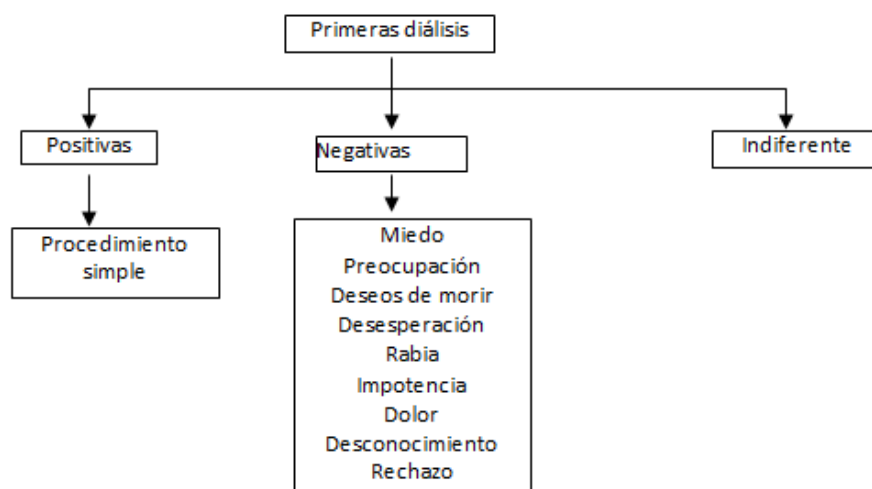 Primeras diálisis
Positivas
Negativas
Indiferente
Procedimiento
simple
Miedo
Preocupación
Deseos de morir
Desesperación
Rabia
Impotencia
Dolor
Desconocimiento
Rechazo